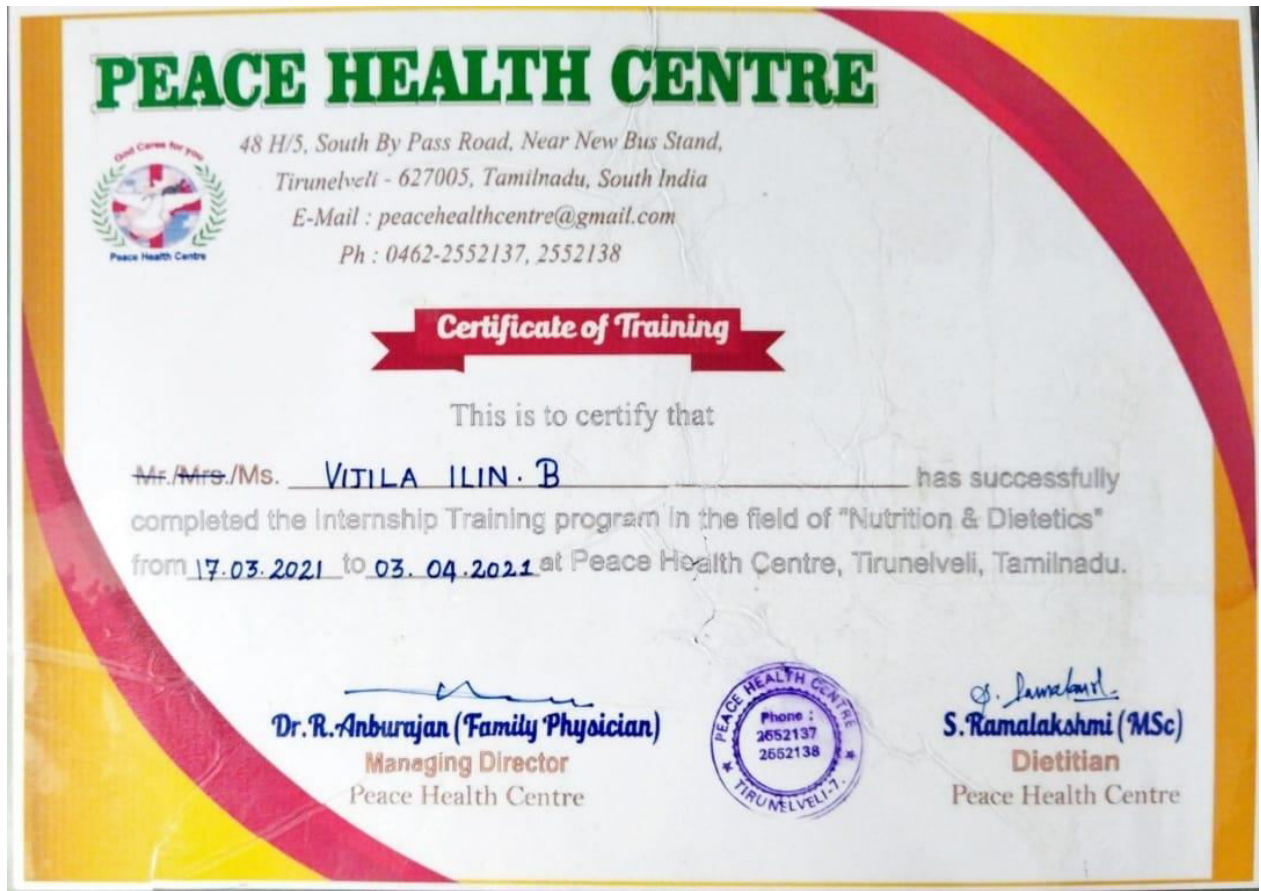 PEACE HEALTH CENTRE
48 H/5, South By Pass Road, Near New Bus Stand,
Tirunelveli - 627005, Tamilnadu, South India
E-Mail : peacehealthcentre@gmail.com
Ph : 0462-2552137, 2552138
God Cares for you
Peace Health Centre
Certificate of Training
This is to certify that
Mr./Mrs./Ms. VIJILA ILIN. B has successfully
completed the Internship Training program in the field of "Nutrition & Dietetics"
from 17.03.2021 to 03.04.2021 at Peace Health Centre, Tirunelveli, Tamilnadu.
Dr. R. Anburajan (Family Physician)
Managing Director
Peace Health Centre
PEACE HEALTH CENTRE
Phone :
2552137
2552138
TIRUNELVELI-7.
S. Ramalakshmi (MSc)
Dietitian
Peace Health Centre